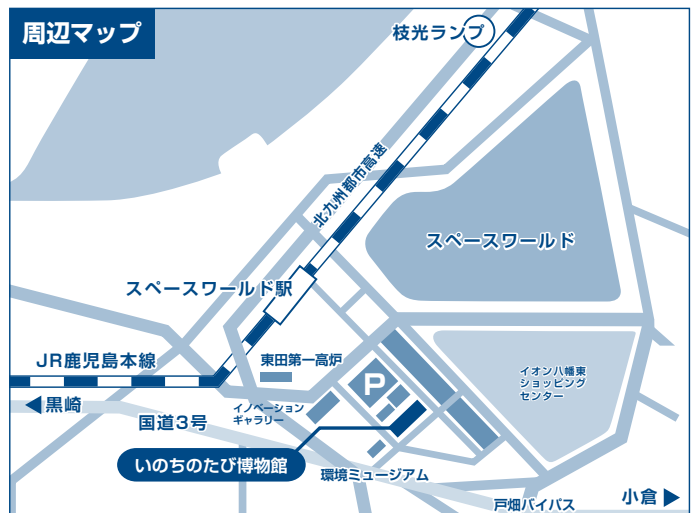 周辺マップ
枝光ランプ
北九州都市高速
スペースワールド
スペースワールド駅
JR鹿児島本線
東田第一高炉
P
イオン八幡東
ショッピング
センター
黒崎
国道3号
イノベーション
ギャラリー
いのちのたび博物館
環境ミュージアム
戸畑バイパス
小倉